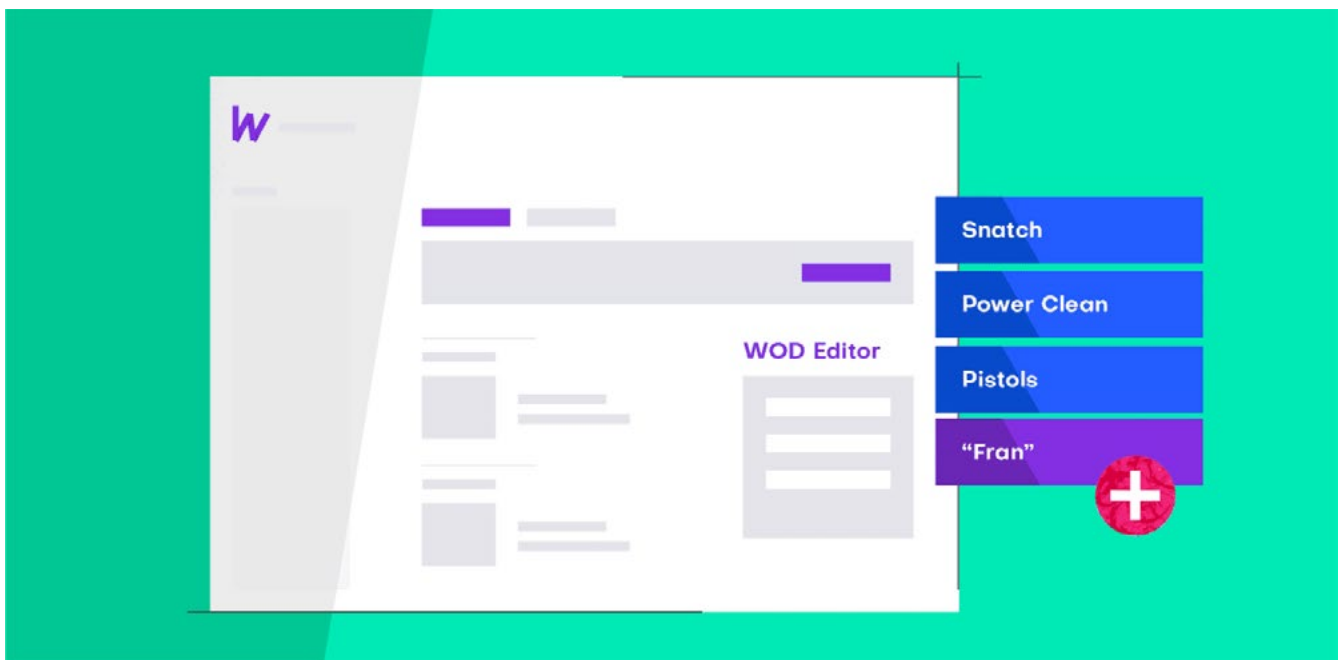 W
WOD Editor
Snatch
Power Clean
Pistols
“Fran”